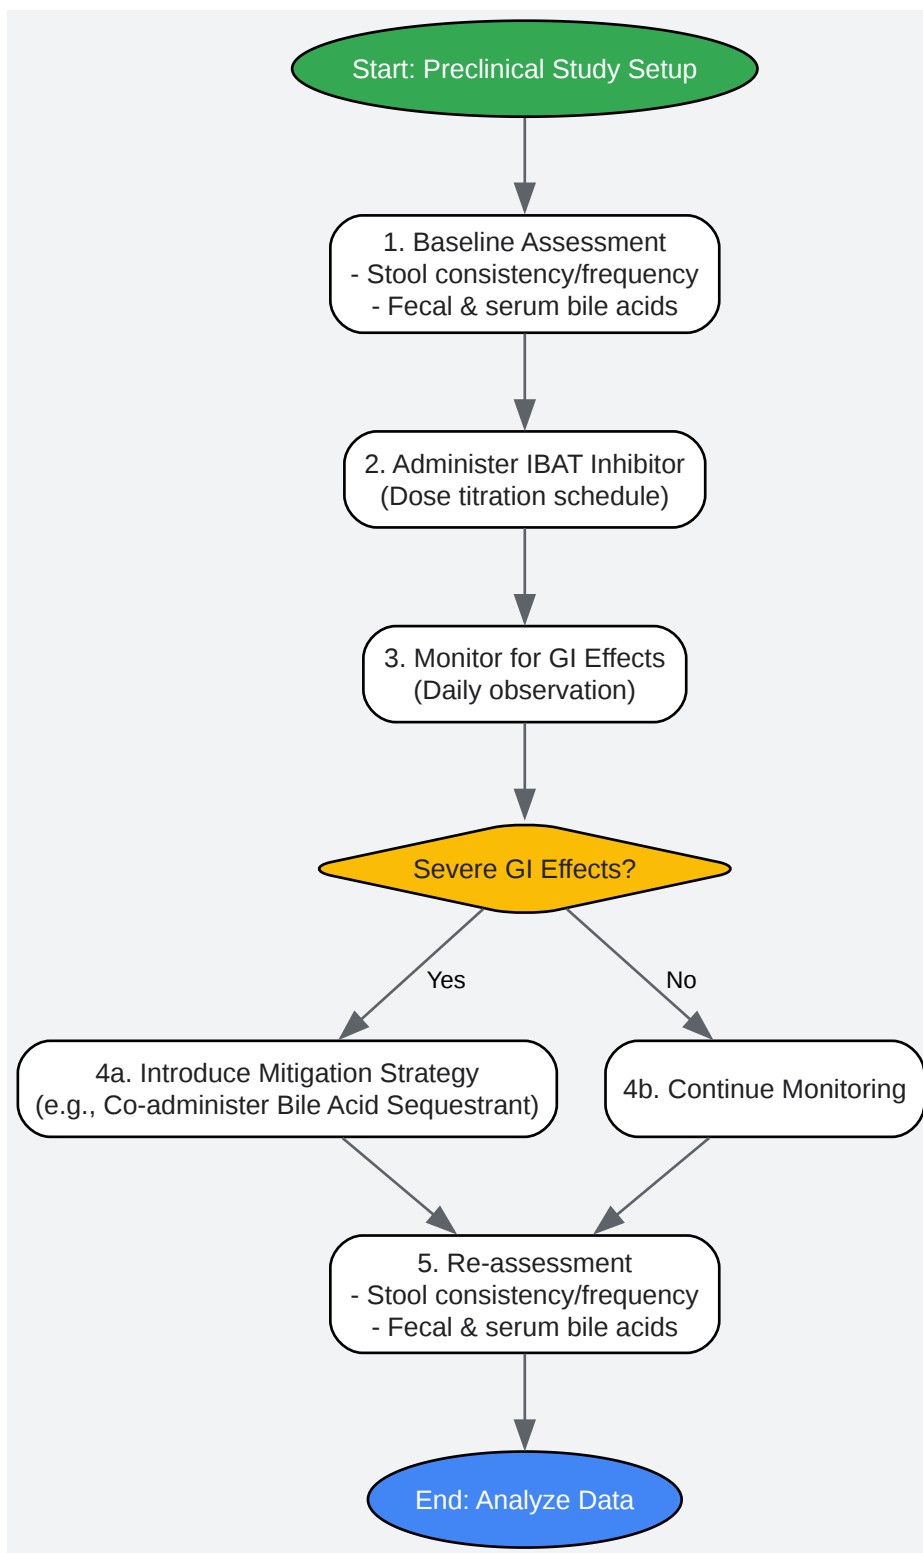 Start: Preclinical Study Setup
1. Baseline Assessment
- Stool consistency/frequency
- Fecal & serum bile acids
2. Administer IBAT Inhibitor
(Dose titration schedule)
3. Monitor for GI Effects
(Daily observation)
Severe GI Effects?
Yes
No
4a. Introduce Mitigation Strategy
(e.g., Co-administer Bile Acid Sequestrant)
4b. Continue Monitoring
5. Re-assessment
- Stool consistency/frequency
- Fecal & serum bile acids
End: Analyze Data